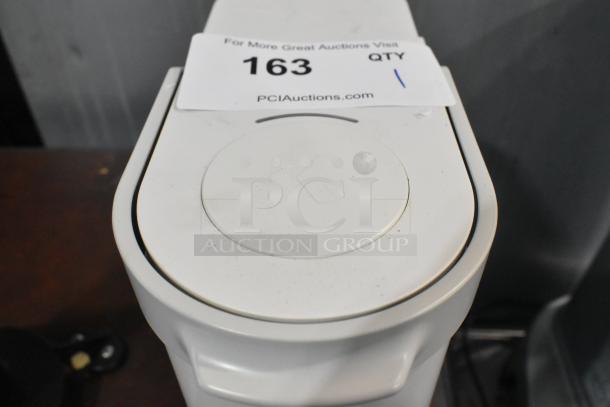 For More Great Auctions Visit
163 QTY 1
PCIAuctions.com
PCI
AUCTION GROUP